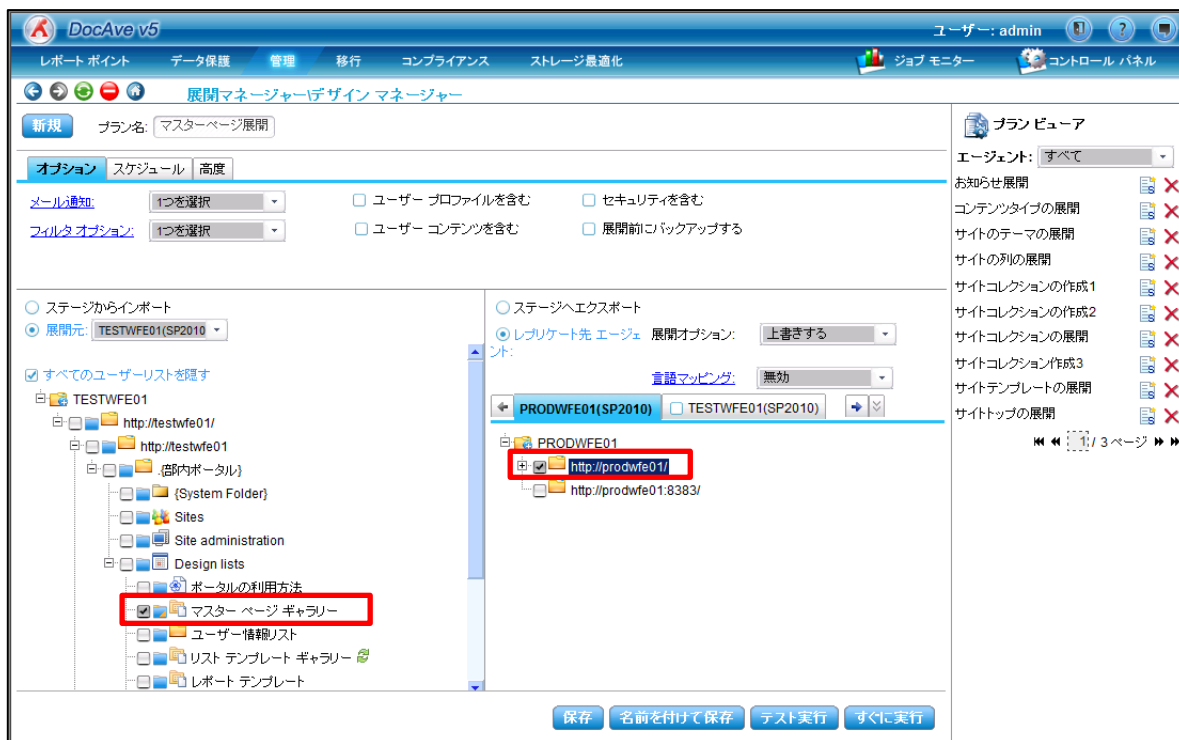 DocAve v5
ユーザー: admin
レポート ポイント データ保護 管理 移行 コンプライアンス ストレージ最適化 ジョブ モニター コントロール パネル
展開マネージャー\デザイン マネージャー
新規 プラン名: マスターページ展開
オプション スケジュール 高度
メール通知: 1つを選択 ユーザー プロファイルを含む セキュリティを含む
フィルタ オプション: 1つを選択 ユーザー コンテンツを含む 展開前にバックアップする
ステージからインポート
展開元: TESTWFE01(SP2010
すべてのユーザーリストを隠す
TESTWFE01
http://testwfe01/
http://testwfe01
.{部内ポータル}
{System Folder}
Sites
Site administration
Design lists
ポータルの利用方法
マスター ページ ギャラリー
ユーザー情報リスト
リスト テンプレート ギャラリー
レポート テンプレート
ステージへエクスポート
レプリケート先 エージェント: 展開オプション: 上書きする
言語マッピング: 無効
PRODWFE01(SP2010) TESTWFE01(SP2010)
PRODWFE01
http://prodwfe01/
http://prodwfe01:8383/
保存 名前を付けて保存 テスト実行 すぐに実行
プラン ビューア
エージェント: すべて
お知らせ展開
コンテンツタイプの展開
サイトのテーマの展開
サイトの列の展開
サイトコレクションの作成1
サイトコレクションの作成2
サイトコレクションの展開
サイトコレクション作成3
サイトテンプレートの展開
サイトトップの展開
1 / 3 ページ